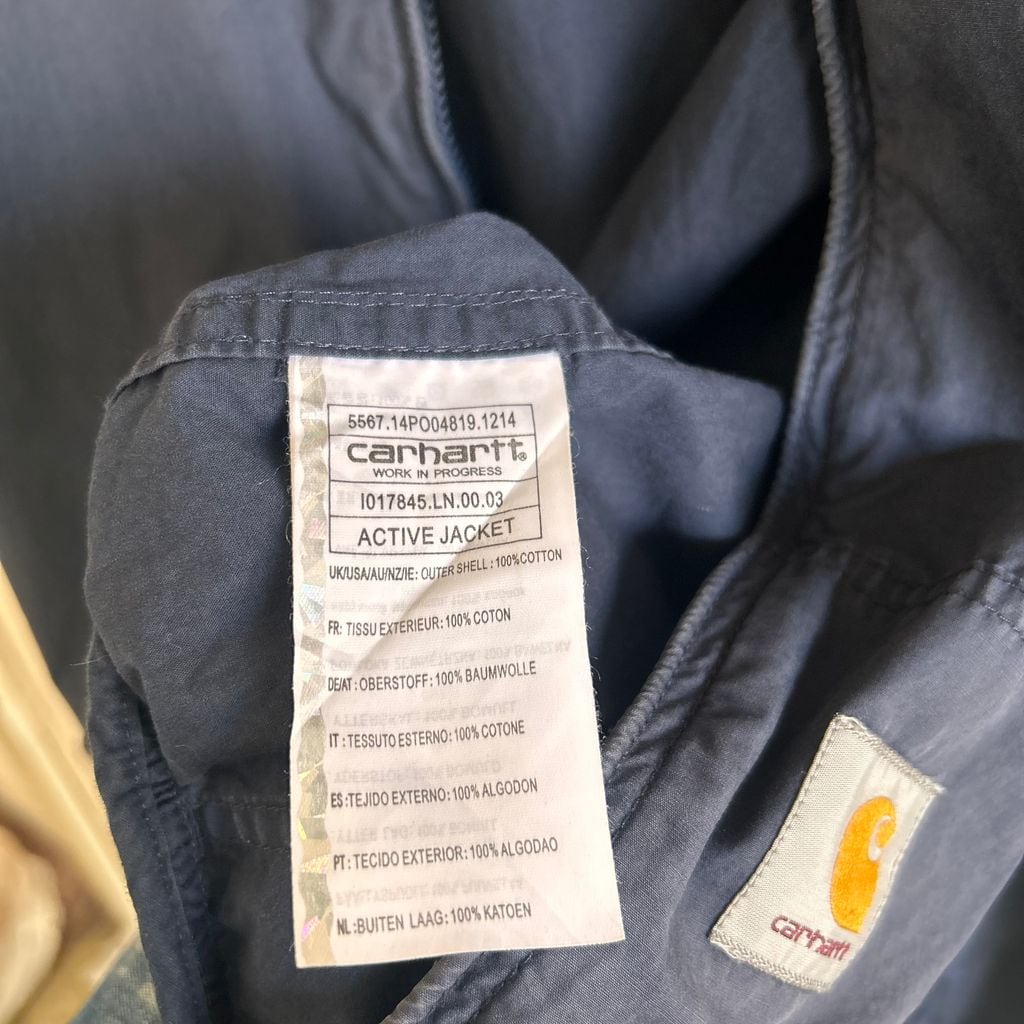 5567.14PO04819.1214
carhartt®
WORK IN PROGRESS
I017845.LN.00.03
ACTIVE JACKET
UK/USA/AU/NZ/IE: OUTER SHELL : 100%COTTON
FR: TISSU EXTERIEUR: 100% COTON
DE/AT: OBERSTOFF: 100% BAUMWOLLE
IT : TESSUTO ESTERNO: 100% COTONE
ES:TEJIDO EXTERNO: 100% ALGODON
PT: TECIDO EXTERIOR: 100% ALGODAO
NL:BUITEN LAAG: 100% KATOEN
carhartt